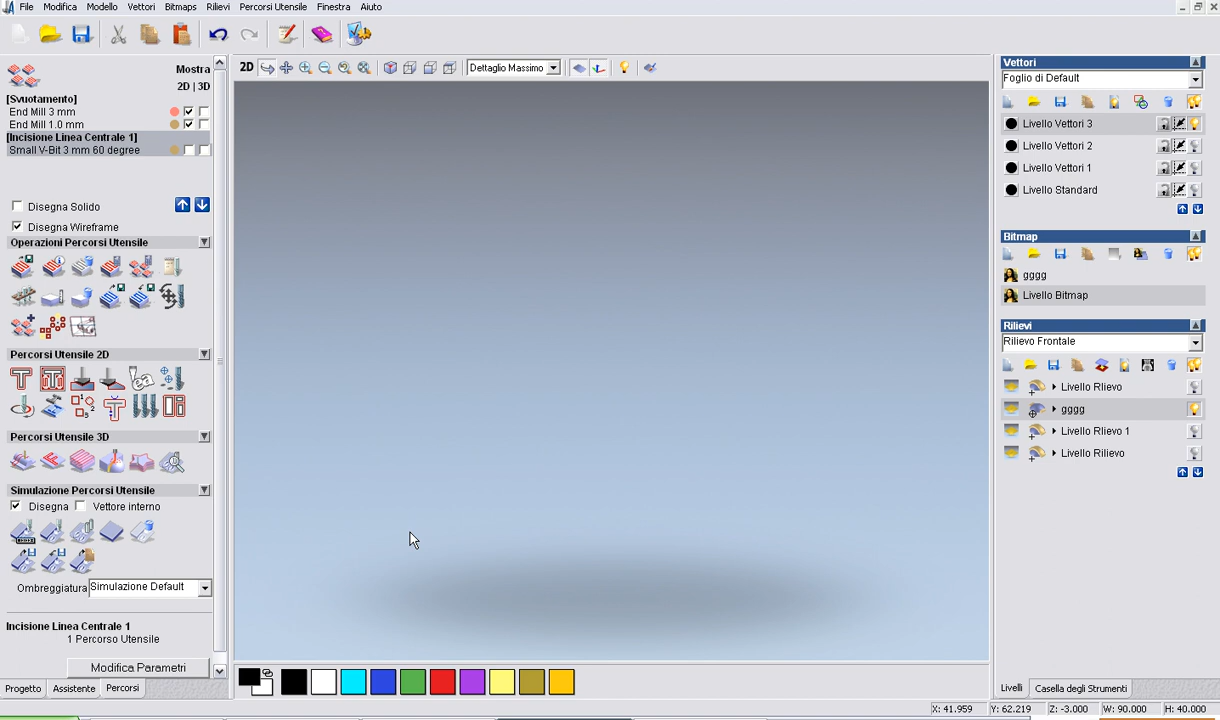 File Modifica Modello Vettori Bitmaps Rilievi Percorsi Utensile Finestra Aiuto
2D Dettaglio Massimo
Mostra
2D | 3D
[Svuotamento]
End Mill 3 mm
End Mill 1.0 mm
[Incisione Linea Centrale 1]
Small V-Bit 3 mm 60 degree
Disegna Solido
Disegna Wireframe
Operazioni Percorsi Utensile
Percorsi Utensile 2D
Percorsi Utensile 3D
Simulazione Percorsi Utensile
Disegna Vettore interno
Ombreggiatura Simulazione Default
Incisione Linea Centrale 1
1 Percorso Utensile
Modifica Parametri
Progetto Assistente Percorsi
Vettori
Foglio di Default
Livello Vettori 3
Livello Vettori 2
Livello Vettori 1
Livello Standard
Bitmap
gggg
Livello Bitmap
Rilievi
Rilievo Frontale
Livello Rlievo
gggg
Livello Rlievo 1
Livello Rilievo
Livelli Casella degli Strumenti
X: 41.959 Y: 62.219 Z: -3.000 W: 90.000 H: 40.000